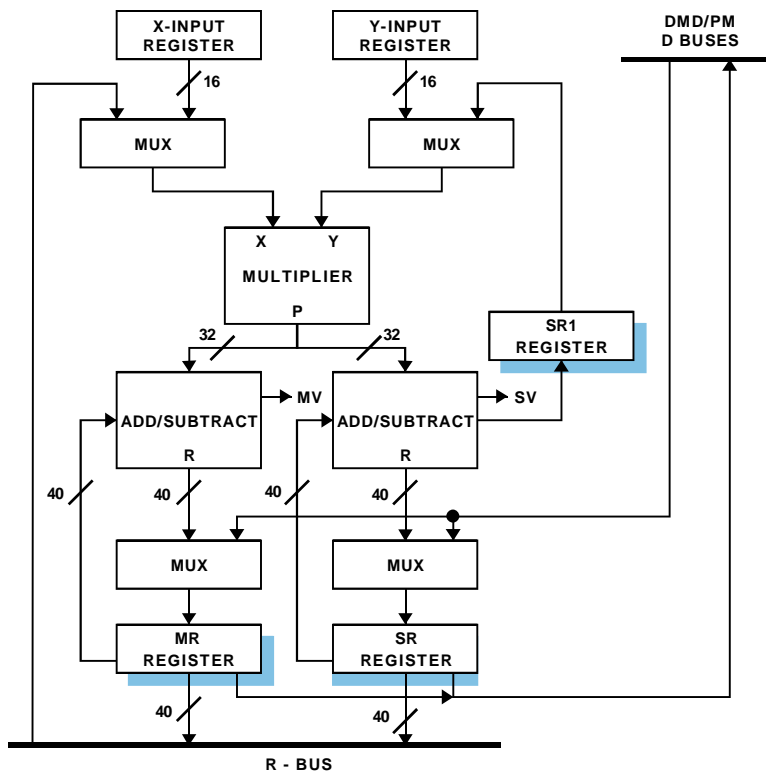 X-INPUT
REGISTER
Y-INPUT
REGISTER
DMD/PM
D BUSES
16
16
MUX
MUX
X Y
MULTIPLIER
P
32
32
SR1
REGISTER
MV
SV
ADD/SUBTRACT
ADD/SUBTRACT
R
R
40
40
40
40
MUX
MUX
MR
REGISTER
SR
REGISTER
40
40
R - BUS